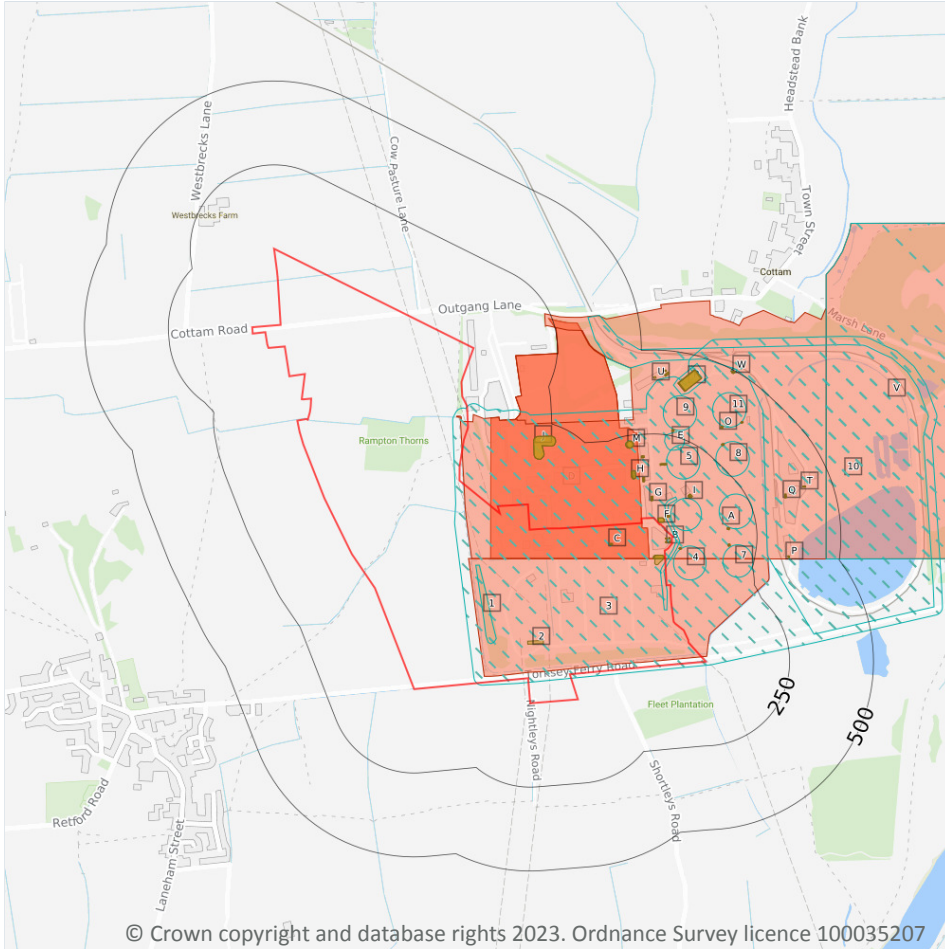 Headstead Bank
Westbrecks Lane
Cow Pasture Lane
Town Street
Westbrecks Farm
Cottam
Outgang Lane
Marsh Lane
Cottam Road
U
W
V
9
11
O
Rampton Thorns
M
E
5
8
H
10
T
G
I
Q
F
A
B
C
4
7
P
1
3
2
Ferry Road
250
500
Nightleys Road
Fleet Plantation
Shortleys Road
Retford Road
Laneham Street
© Crown copyright and database rights 2023. Ordnance Survey licence 100035207